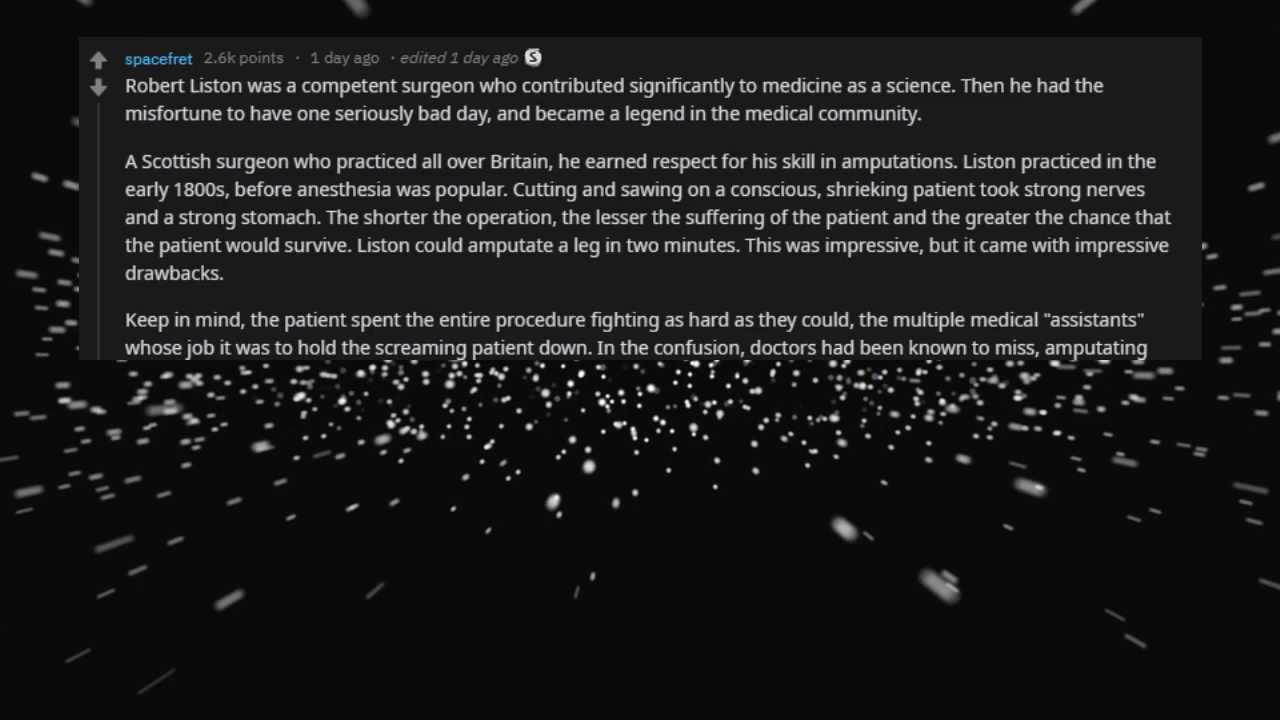 spacefret 2.6k points · 1 day ago · edited 1 day ago S
Robert Liston was a competent surgeon who contributed significantly to medicine as a science. Then he had the
misfortune to have one seriously bad day, and became a legend in the medical community.
A Scottish surgeon who practiced all over Britain, he earned respect for his skill in amputations. Liston practiced in the
early 1800s, before anesthesia was popular. Cutting and sawing on a conscious, shrieking patient took strong nerves
and a strong stomach. The shorter the operation, the lesser the suffering of the patient and the greater the chance that
the patient would survive. Liston could amputate a leg in two minutes. This was impressive, but it came with impressive
drawbacks.
Keep in mind, the patient spent the entire procedure fighting as hard as they could, the multiple medical "assistants"
whose job it was to hold the screaming patient down. In the confusion, doctors had been known to miss, amputating